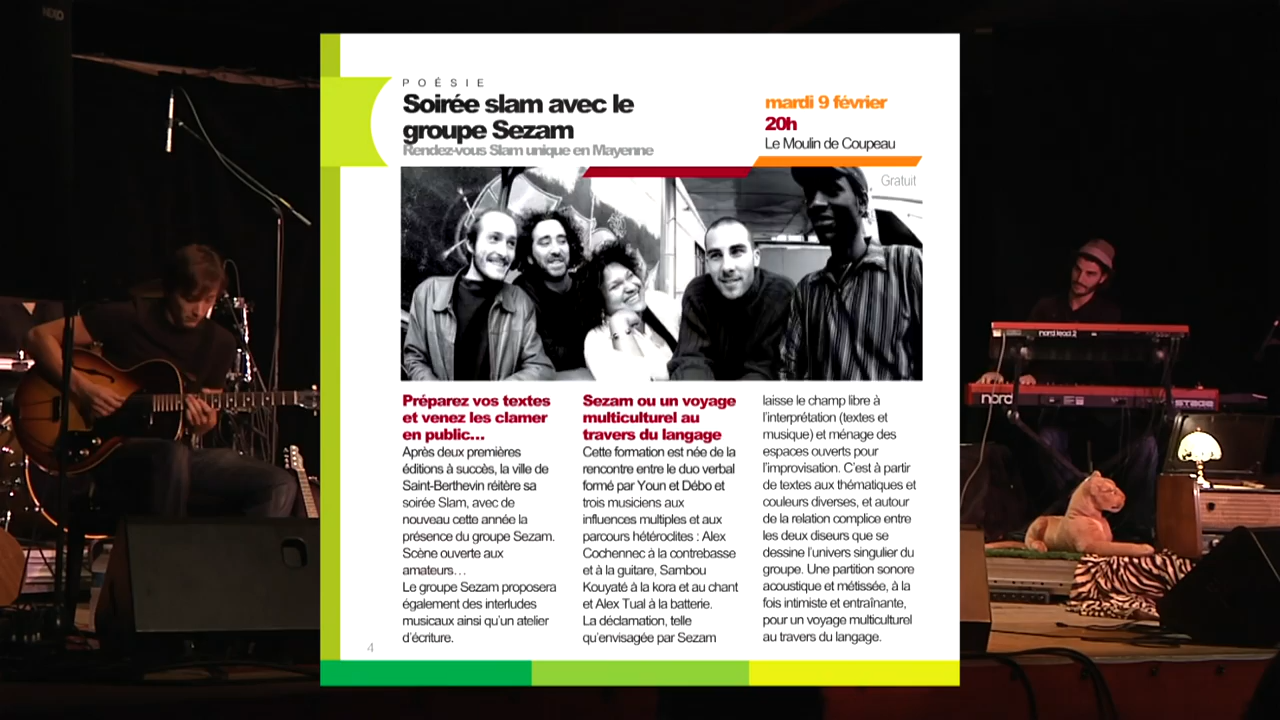 POÉSIE
Soirée slam avec le
groupe Sezam
Rendez-vous Slam unique en Mayenne
mardi 9 février
20h
Le Moulin de Coupeau
Gratuit
Préparez vos textes
et venez les clamer
en public...
Après deux premières
éditions à succès, la ville de
Saint-Berthevin réitère sa
soirée Slam, avec de
nouveau cette année la
présence du groupe Sezam.
Scène ouverte aux
amateurs...
Le groupe Sezam proposera
également des interludes
musicaux ainsi qu'un atelier
d'écriture.
Sezam ou un voyage
multiculturel au
travers du langage
Cette formation est née de la
rencontre entre le duo verbal
formé par Youn et Débo et
trois musiciens aux
influences multiples et aux
parcours hétéroclites : Alex
Cochennec à la contrebasse
et à la guitare, Sambou
Kouyaté à la kora et au chant
et Alex Tual à la batterie.
La déclamation, telle
qu'envisagée par Sezam
laisse le champ libre à
l'interprétation (textes et
musique) et ménage des
espaces ouverts pour
l'improvisation. C'est à partir
de textes aux thématiques et
couleurs diverses, et autour
de la relation complice entre
les deux diseurs que se
dessine l'univers singulier du
groupe. Une partition sonore
acoustique et métissée, à la
fois intimiste et entraînante,
pour un voyage multiculturel
au travers du langage.
4
nord lead 2
nord
STAGE